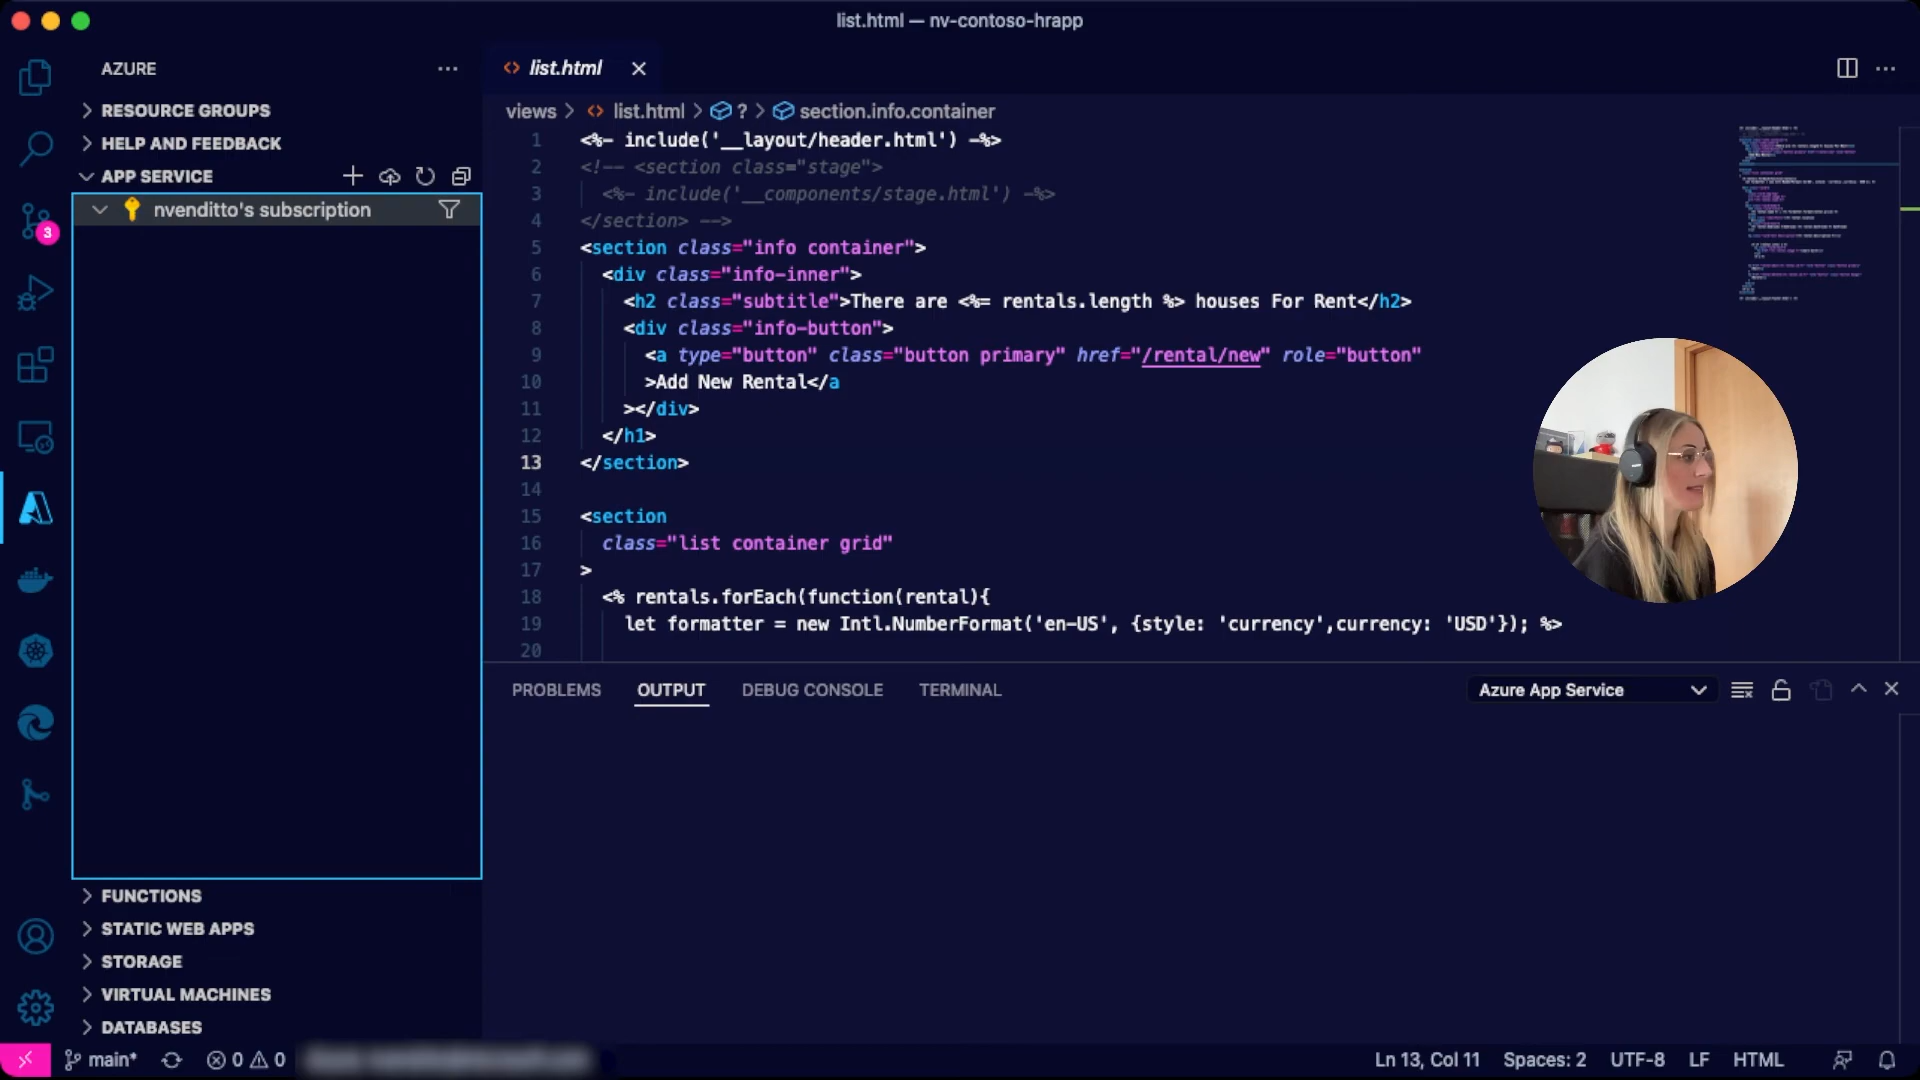 list.html — nv-contoso-hrapp
AZURE
RESOURCE GROUPS
HELP AND FEEDBACK
APP SERVICE
nvenditto's subscription
3
FUNCTIONS
STATIC WEB APPS
STORAGE
VIRTUAL MACHINES
DATABASES
list.html
views > list.html > ? > section.info.container
1 <%- include('__layout/header.html') -%>
2 <!-- <section class="stage">
3 <%- include('__components/stage.html') -%>
4 </section> -->
5 <section class="info container">
6 <div class="info-inner">
7 <h2 class="subtitle">There are <%= rentals.length %> houses For Rent</h2>
8 <div class="info-button">
9 <a type="button" class="button primary" href="/rental/new" role="button"
10 >Add New Rental</a
11 ></div>
12 </h1>
13 </section>
14
15 <section
16 class="list container grid"
17 >
18 <% rentals.forEach(function(rental){
19 let formatter = new Intl.NumberFormat('en-US', {style: 'currency',currency: 'USD'}); %>
20
PROBLEMS OUTPUT DEBUG CONSOLE TERMINAL Azure App Service
main* 0 0 Ln 13, Col 11 Spaces: 2 UTF-8 LF HTML